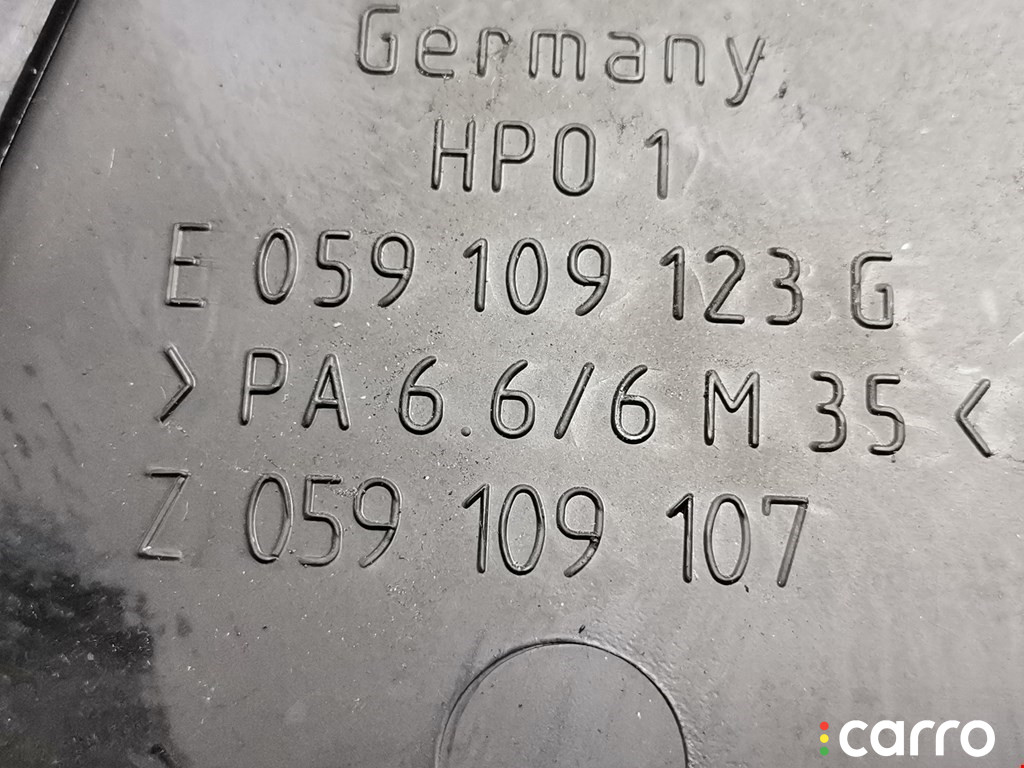 Germany
HPO 1
E 059 109 123 G
> PA 6.6/6 M 35 <
Z 059 109 107
carro